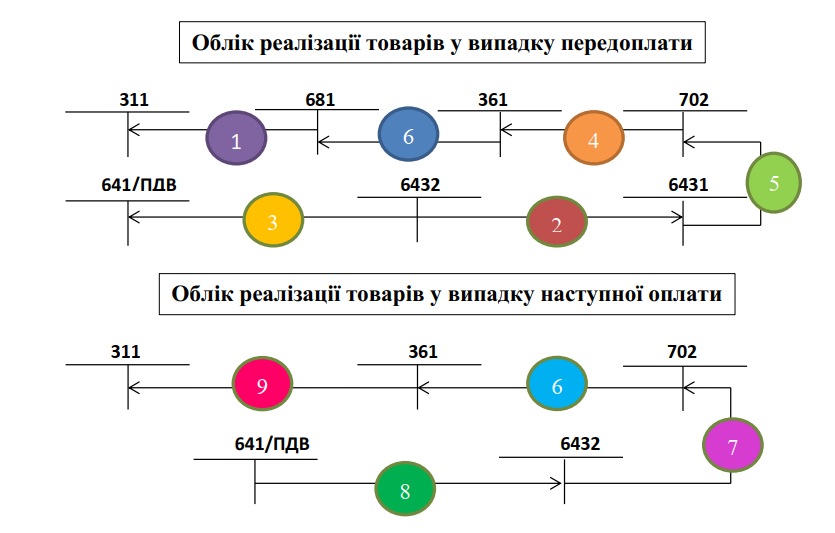 Облік реалізації товарів у випадку передоплати
311 681 361 702
1 6 4
641/ПДВ 6432 6431
5
3 2
Облік реалізації товарів у випадку наступної оплати
311 361 702
9 6
641/ПДВ 6432
7
8